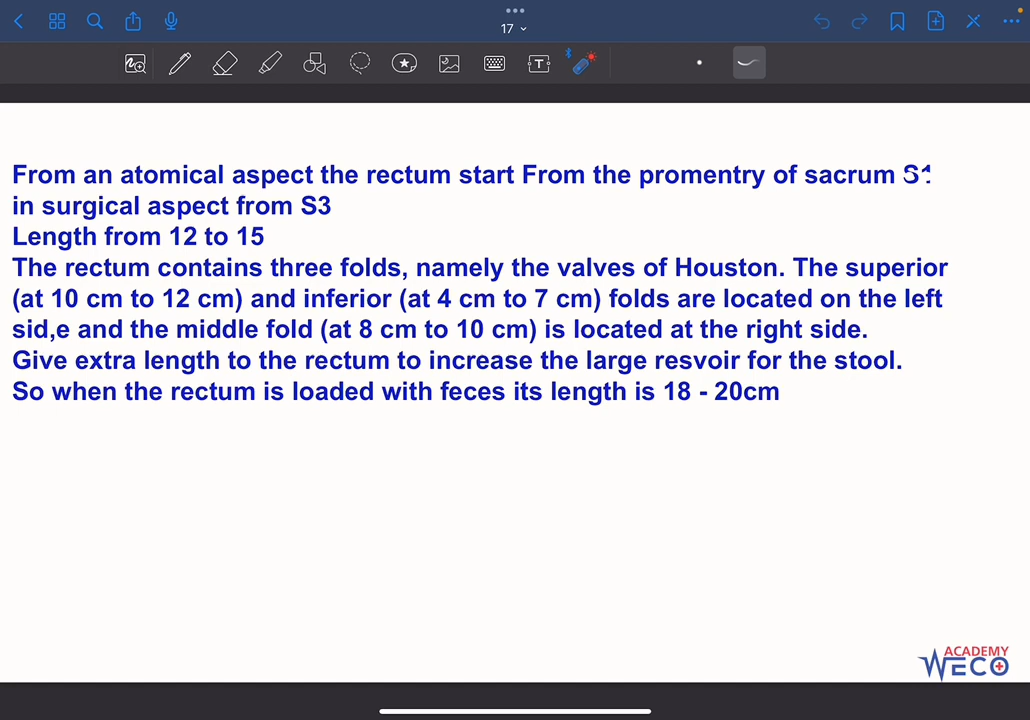 17
From an atomical aspect the rectum start From the promentry of sacrum S1
in surgical aspect from S3
Length from 12 to 15
The rectum contains three folds, namely the valves of Houston. The superior
(at 10 cm to 12 cm) and inferior (at 4 cm to 7 cm) folds are located on the left
sid,e and the middle fold (at 8 cm to 10 cm) is located at the right side.
Give extra length to the rectum to increase the large resvoir for the stool.
So when the rectum is loaded with feces its length is 18 - 20cm
ACADEMY
WECO